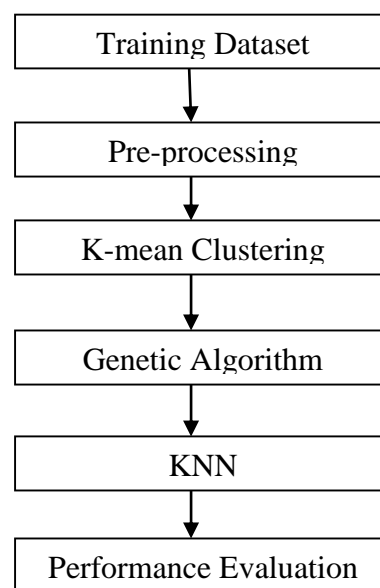 Training Dataset
Pre-processing
K-mean Clustering
Genetic Algorithm
KNN
Performance Evaluation